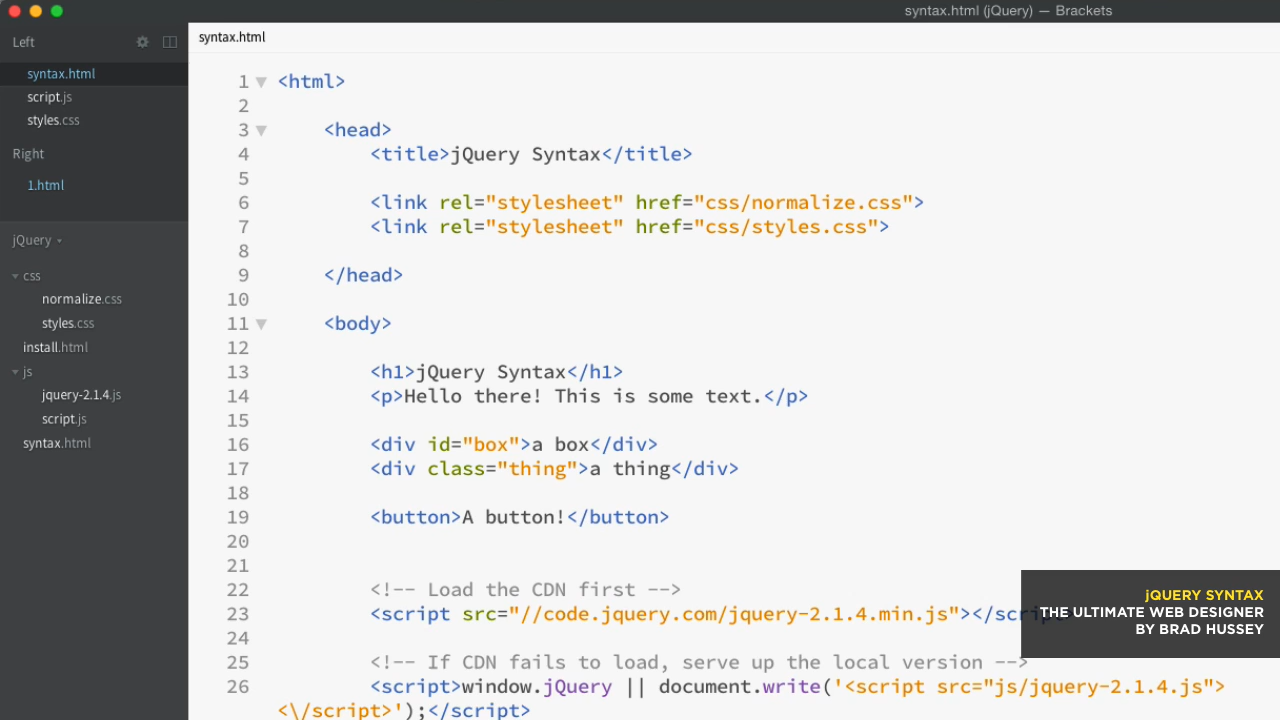 syntax.html (jQuery) — Brackets
Left
syntax.html
script.js
styles.css
Right
1.html
jQuery
css
normalize.css
styles.css
install.html
js
jquery-2.1.4.js
script.js
syntax.html
syntax.html
1 <html>
2
3 <head>
4 <title>jQuery Syntax</title>
5
6 <link rel="stylesheet" href="css/normalize.css">
7 <link rel="stylesheet" href="css/styles.css">
8
9 </head>
10
11 <body>
12
13 <h1>jQuery Syntax</h1>
14 <p>Hello there! This is some text.</p>
15
16 <div id="box">a box</div>
17 <div class="thing">a thing</div>
18
19 <button>A button!</button>
20
21
22 <!-- Load the CDN first -->
23 <script src="//code.jquery.com/jquery-2.1.4.min.js"></script>
24
25 <!-- If CDN fails to load, serve up the local version -->
26 <script>window.jQuery || document.write('<script src="js/jquery-2.1.4.js">
<\/script>');</script>
jQUERY SYNTAX
THE ULTIMATE WEB DESIGNER
BY BRAD HUSSEY